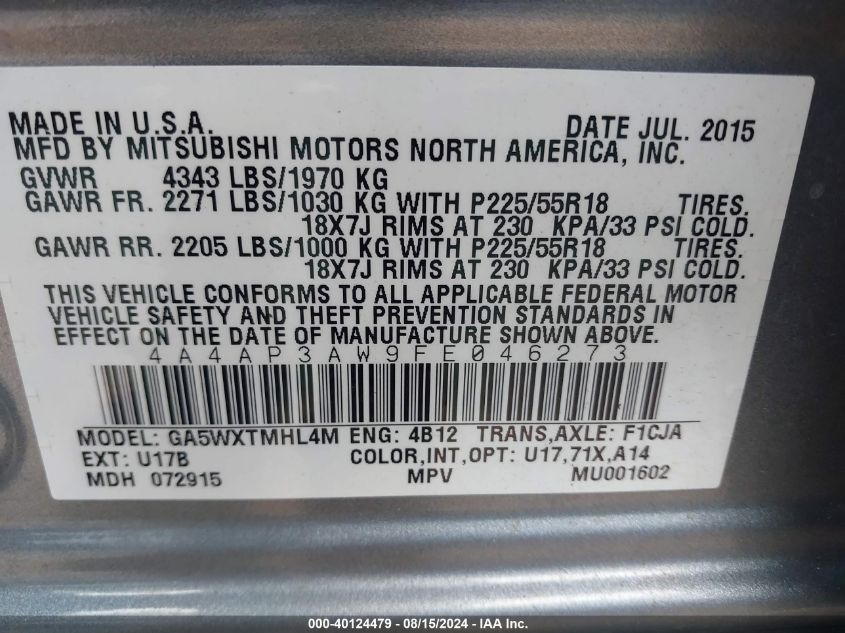 MADE IN U.S.A. DATE JUL. 2015
MFD BY MITSUBISHI MOTORS NORTH AMERICA, INC.
GVWR 4343 LBS/1970 KG
GAWR FR. 2271 LBS/1030 KG WITH P225/55R18 TIRES.
18X7J RIMS AT 230 KPA/33 PSI COLD.
GAWR RR. 2205 LBS/1000 KG WITH P225/55R18 TIRES.
18X7J RIMS AT 230 KPA/33 PSI COLD.
THIS VEHICLE CONFORMS TO ALL APPLICABLE FEDERAL MOTOR
VEHICLE SAFETY AND THEFT PREVENTION STANDARDS IN
EFFECT ON THE DATE OF MANUFACTURE SHOWN ABOVE.
4A4AP3AW9FE046273
MODEL: GA5WXTMHL4M ENG: 4B12 TRANS,AXLE: F1CJA
EXT: U17B COLOR,INT,OPT: U17,71X,A14
MDH 072915 MPV MU001602
000-40124479 - 08/15/2024 - IAA Inc.